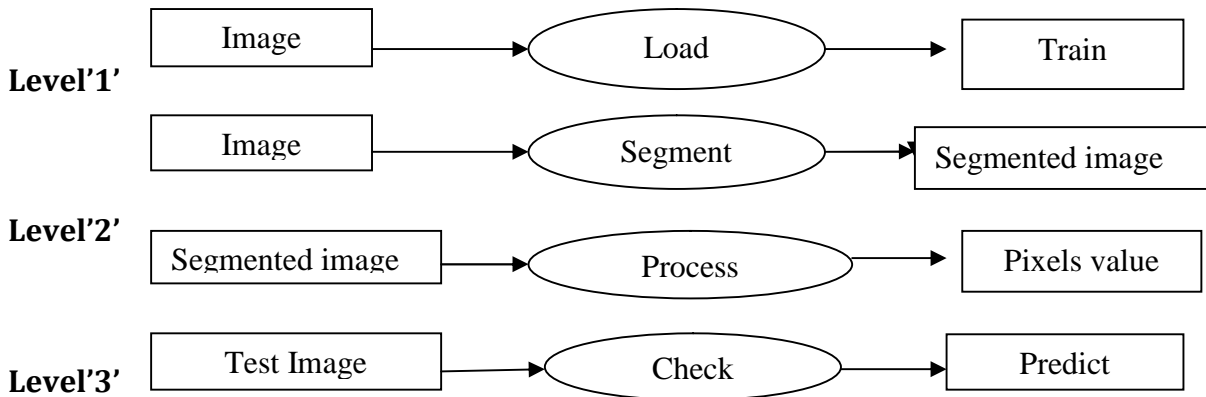 Image Load Train
Level'1’
Image Segment Segmented image
Level'2’
Segmented image Process Pixels value
Test Image Check Predict
Level'3’